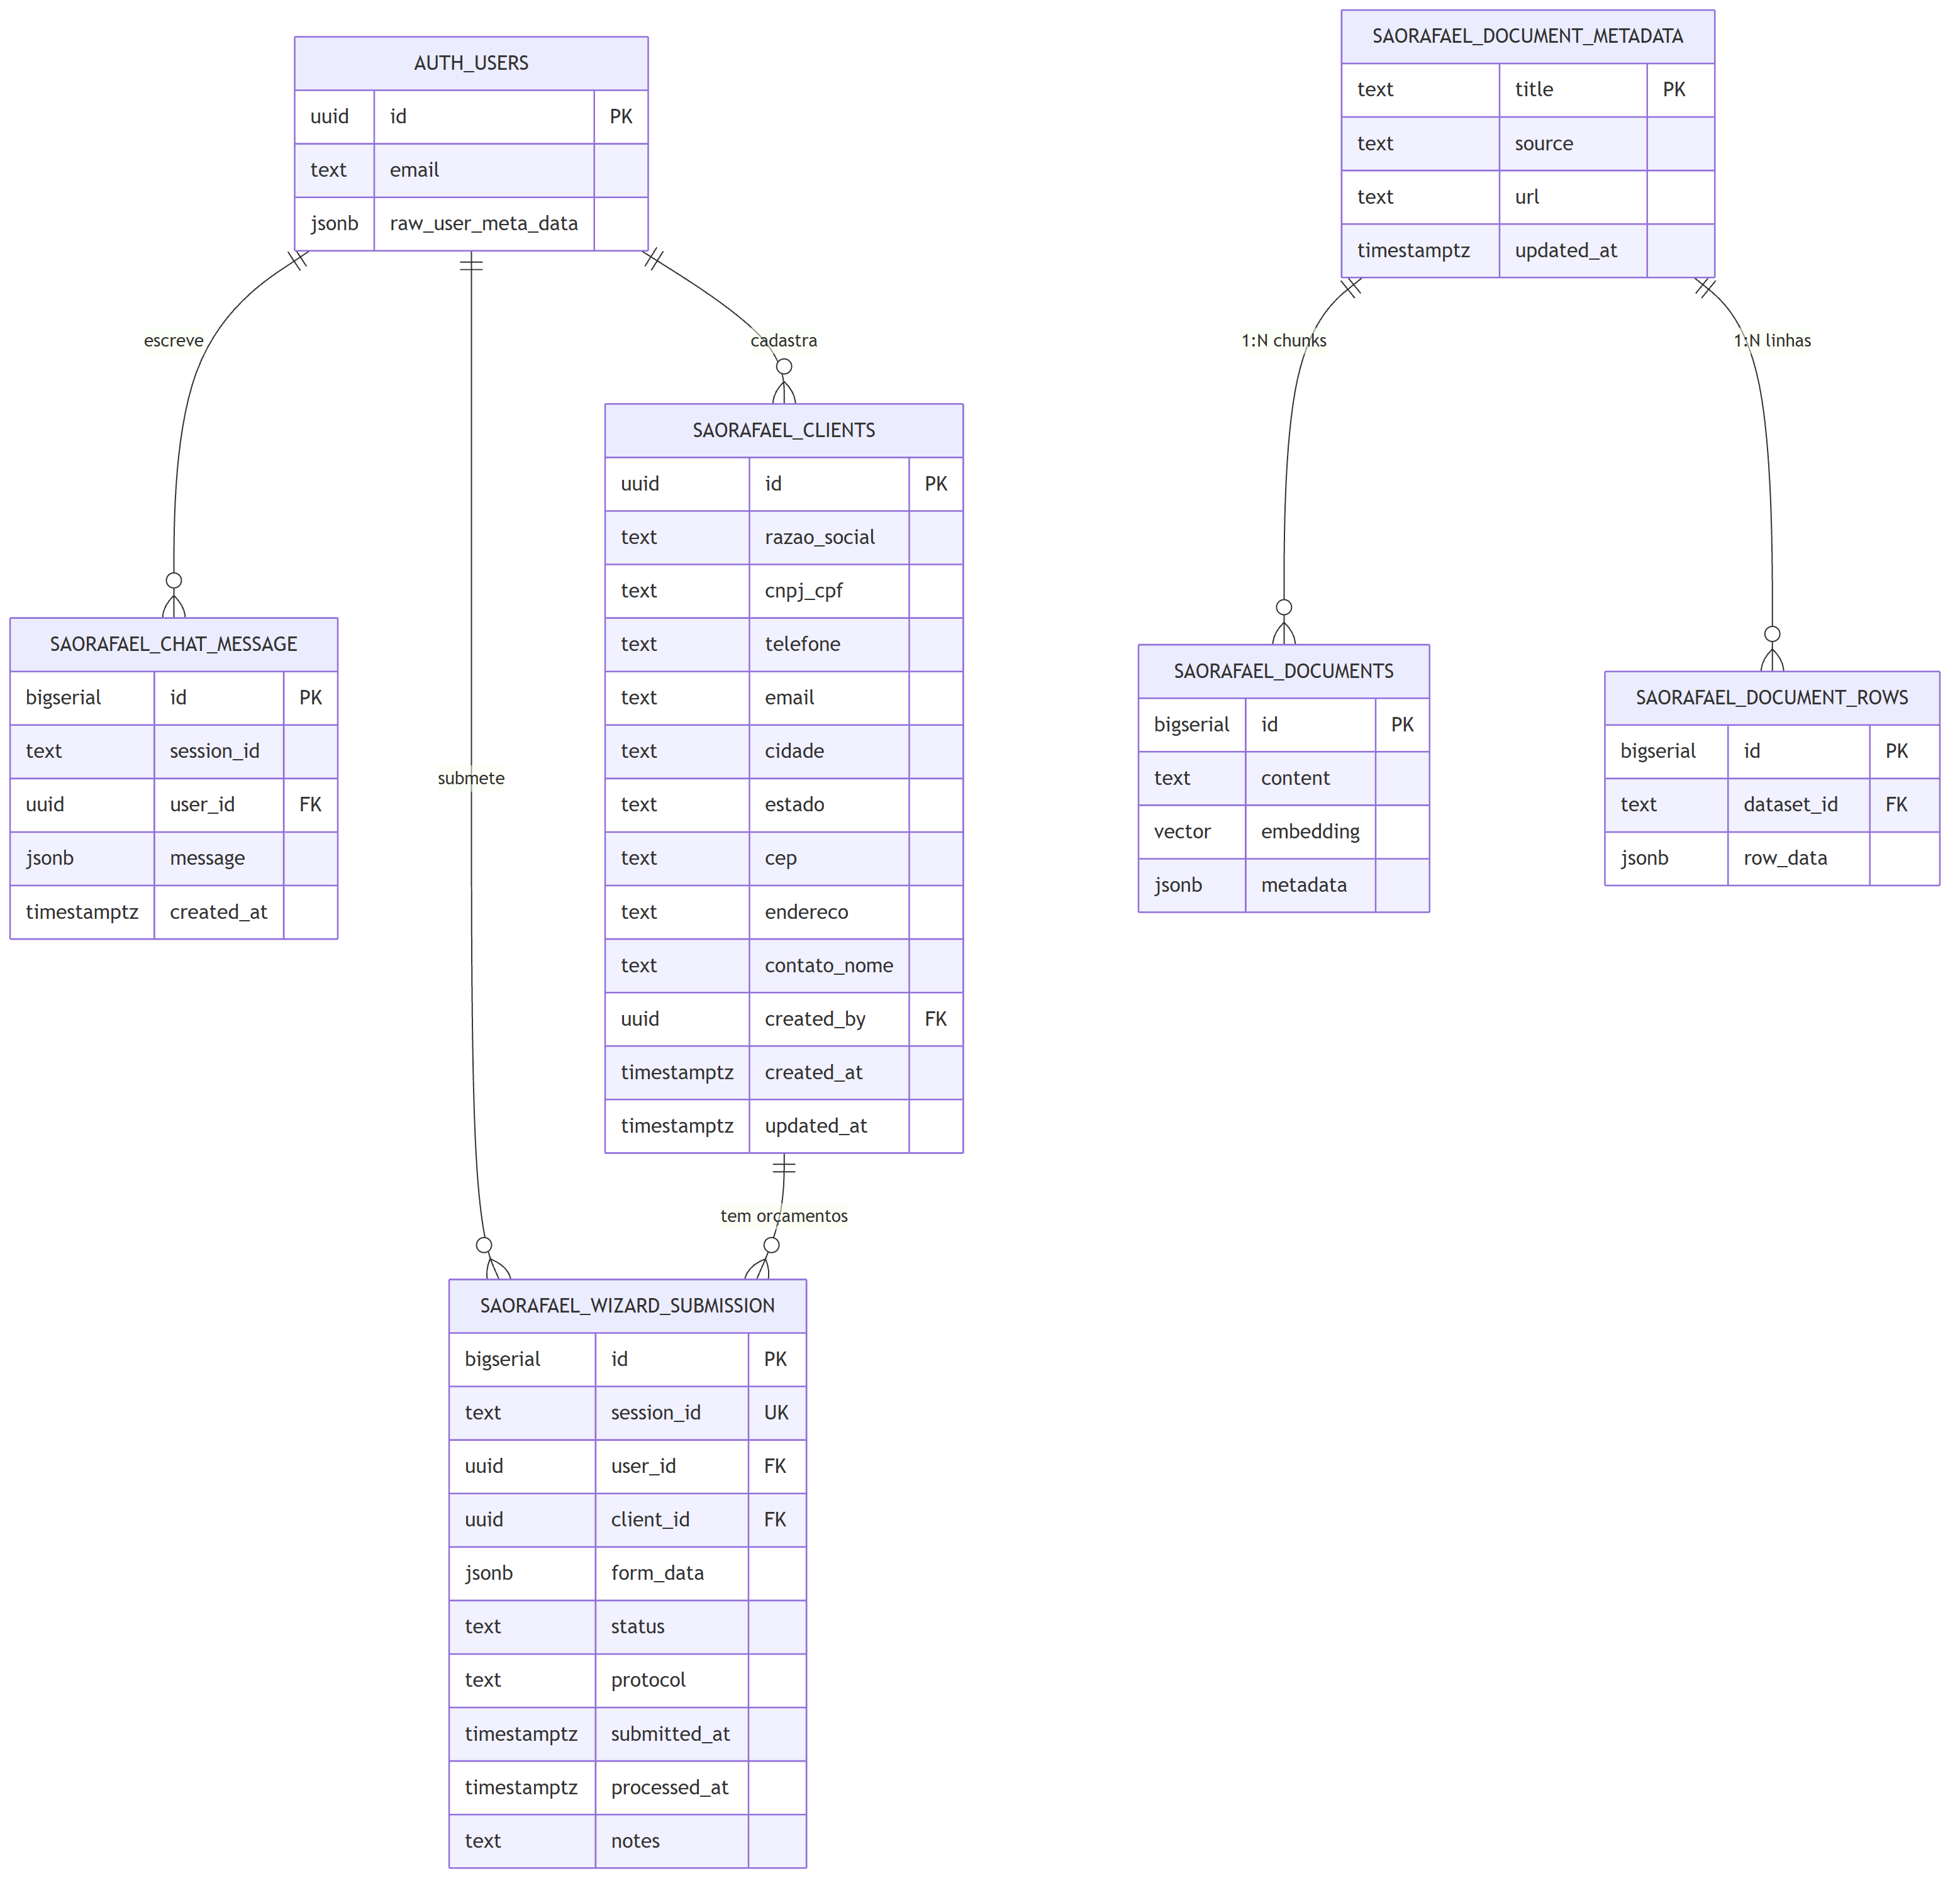 AUTH_USERS
uuid id PK
text email
jsonb raw_user_meta_data
SAORAFAEL_DOCUMENT_METADATA
text title PK
text source
text url
timestamptz updated_at
escreve
cadastra
1:N chunks
1:N linhas
SAORAFAEL_CLIENTS
uuid id PK
text razao_social
text cnpj_cpf
text telefone
text email
text cidade
text estado
text cep
text endereco
text contato_nome
uuid created_by FK
timestamptz created_at
timestamptz updated_at
SAORAFAEL_CHAT_MESSAGE
bigserial id PK
text session_id
uuid user_id FK
jsonb message
timestamptz created_at
submete
SAORAFAEL_DOCUMENTS
bigserial id PK
text content
vector embedding
jsonb metadata
SAORAFAEL_DOCUMENT_ROWS
bigserial id PK
text dataset_id FK
jsonb row_data
tem orcamentos
SAORAFAEL_WIZARD_SUBMISSION
bigserial id PK
text session_id UK
uuid user_id FK
uuid client_id FK
jsonb form_data
text status
text protocol
timestamptz submitted_at
timestamptz processed_at
text notes